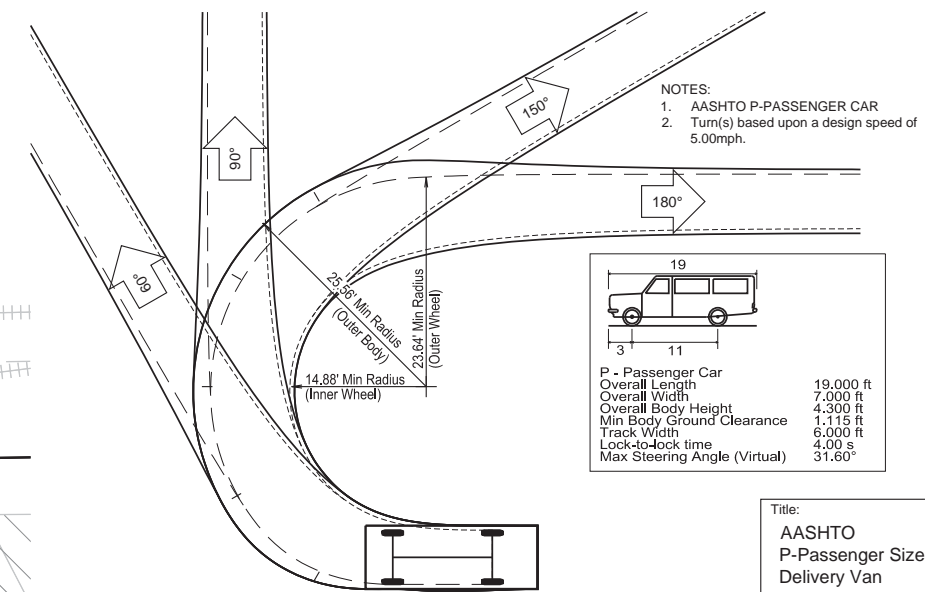 NOTES:
1. AASHTO P-PASSENGER CAR
2. Turn(s) based upon a design speed of
5.00mph.
150°
90°
180°
60°
25.56' Min Radius
(Outer Body)
23.64' Min Radius
(Outer Wheel)
14.88' Min Radius
(Inner Wheel)
19
3 11
P - Passenger Car
Overall Length 19.000 ft
Overall Width 7.000 ft
Overall Body Height 4.300 ft
Min Body Ground Clearance 1.115 ft
Track Width 6.000 ft
Lock-to-lock time 4.00 s
Max Steering Angle (Virtual) 31.60°
Title:
AASHTO
P-Passenger Size
Delivery Van